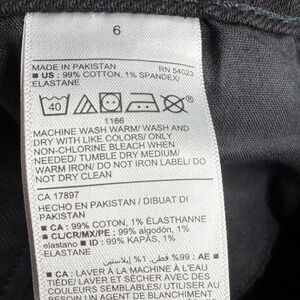 6
MADE IN PAKISTAN RN 54023
■ US : 99% COTTON, 1% SPANDEX/
ELASTANE
40
1166
MACHINE WASH WARM/ WASH AND
DRY WITH LIKE COLORS/ ONLY
NON-CHLORINE BLEACH WHEN
NEEDED/ TUMBLE DRY MEDIUM/
WARM IRON/ DO NOT IRON LABEL/ DO
NOT DRY CLEAN
CA 17897
HECHO EN PAKISTAN / DIBUAT DI
PAKISTAN
■ CA : 99% COTON, 1% ÉLASTHANNE
■ CL/CR/MX/PE : 99% algodón, 1%
elastano ■ ID : 99% KAPAS, 1%
ELASTANE
■ AE : 99% قطن, 1% إيلاستين
■ CA : LAVER À LA MACHINE À L'EAU
TIÈDE/ LAVER ET SÉCHER AVEC DES
COULEURS SEMBLABLES/ UTILISER
UN AGENT DE BLANCHIMENT